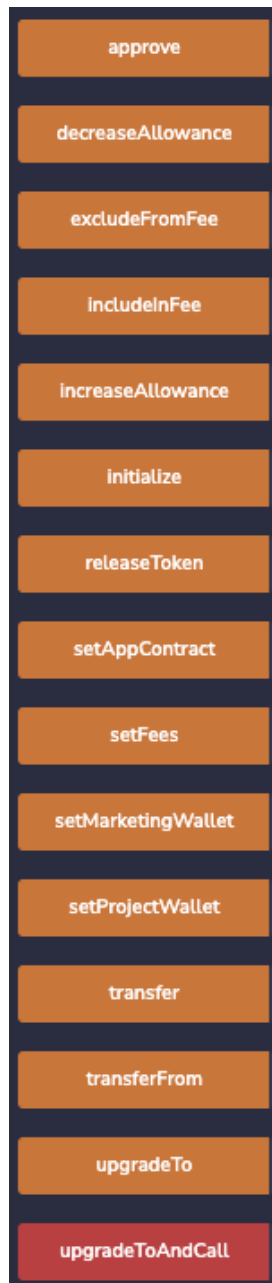 approve
decreaseAllowance
excludeFromFee
includeInFee
increaseAllowance
initialize
releaseToken
setAppContract
setFees
setMarketingWallet
setProjectWallet
transfer
transferFrom
upgradeTo
upgradeToAndCall